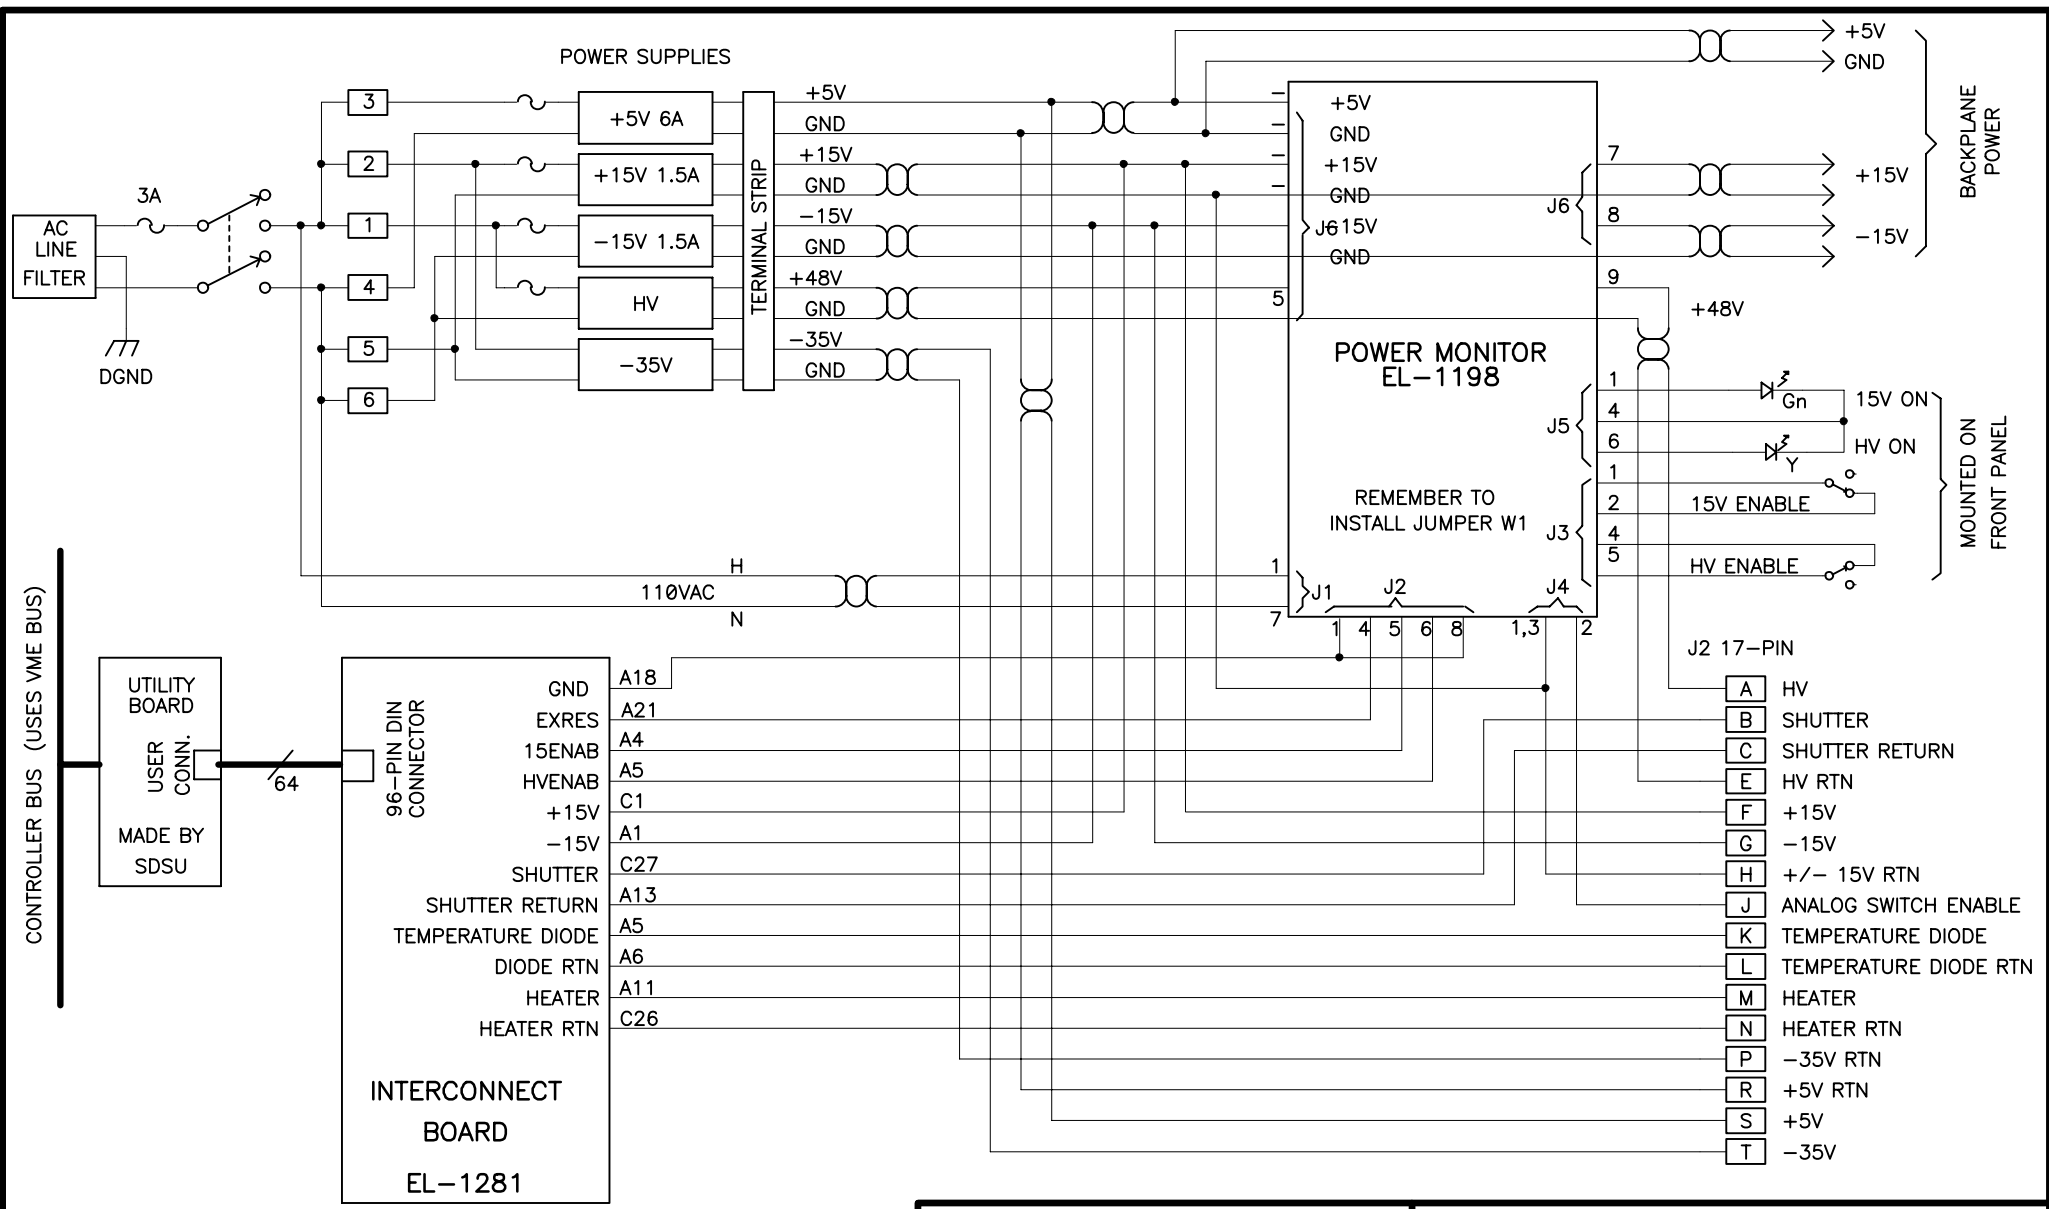 POWER SUPPLIES
+5V
GND
BACKPLANE
POWER
3
+5V 6A
+5V
GND
2
+15V 1.5A
+15V
GND
1
−15V 1.5A
−15V
GND
4
HV
+48V
GND
5
−35V
−35V
GND
6
TERMINAL STRIP
3A
AC
LINE
FILTER
DGND
−
+5V
−
GND
−
+15V
−
GND
J6
+15V
GND
5
J6
7
8
9
+15V
−15V
+48V
POWER MONITOR
EL−1198
REMEMBER TO
INSTALL JUMPER W1
J5
1
4
6
Gn
Y
15V ON
HV ON
J3
1
2
4
5
15V ENABLE
HV ENABLE
MOUNTED ON
FRONT PANEL
H
110VAC
N
1
7
J1
J2
J4
1
4
5
6
8
1,3
2
CONTROLLER BUS (USES VME BUS)
UTILITY
BOARD
USER
CONN.
MADE BY
SDSU
64
96−PIN DIN
CONNECTOR
GND A18
EXRES A21
15ENAB A4
HVENAB A5
+15V C1
−15V A1
SHUTTER C27
SHUTTER RETURN A13
TEMPERATURE DIODE A5
DIODE RTN A6
HEATER A11
HEATER RTN C26
INTERCONNECT
BOARD
EL−1281
J2 17−PIN
A HV
B SHUTTER
C SHUTTER RETURN
E HV RTN
F +15V
G −15V
H +/− 15V RTN
J ANALOG SWITCH ENABLE
K TEMPERATURE DIODE
L TEMPERATURE DIODE RTN
M HEATER
N HEATER RTN
P −35V RTN
R +5V RTN
S +5V
T −35V